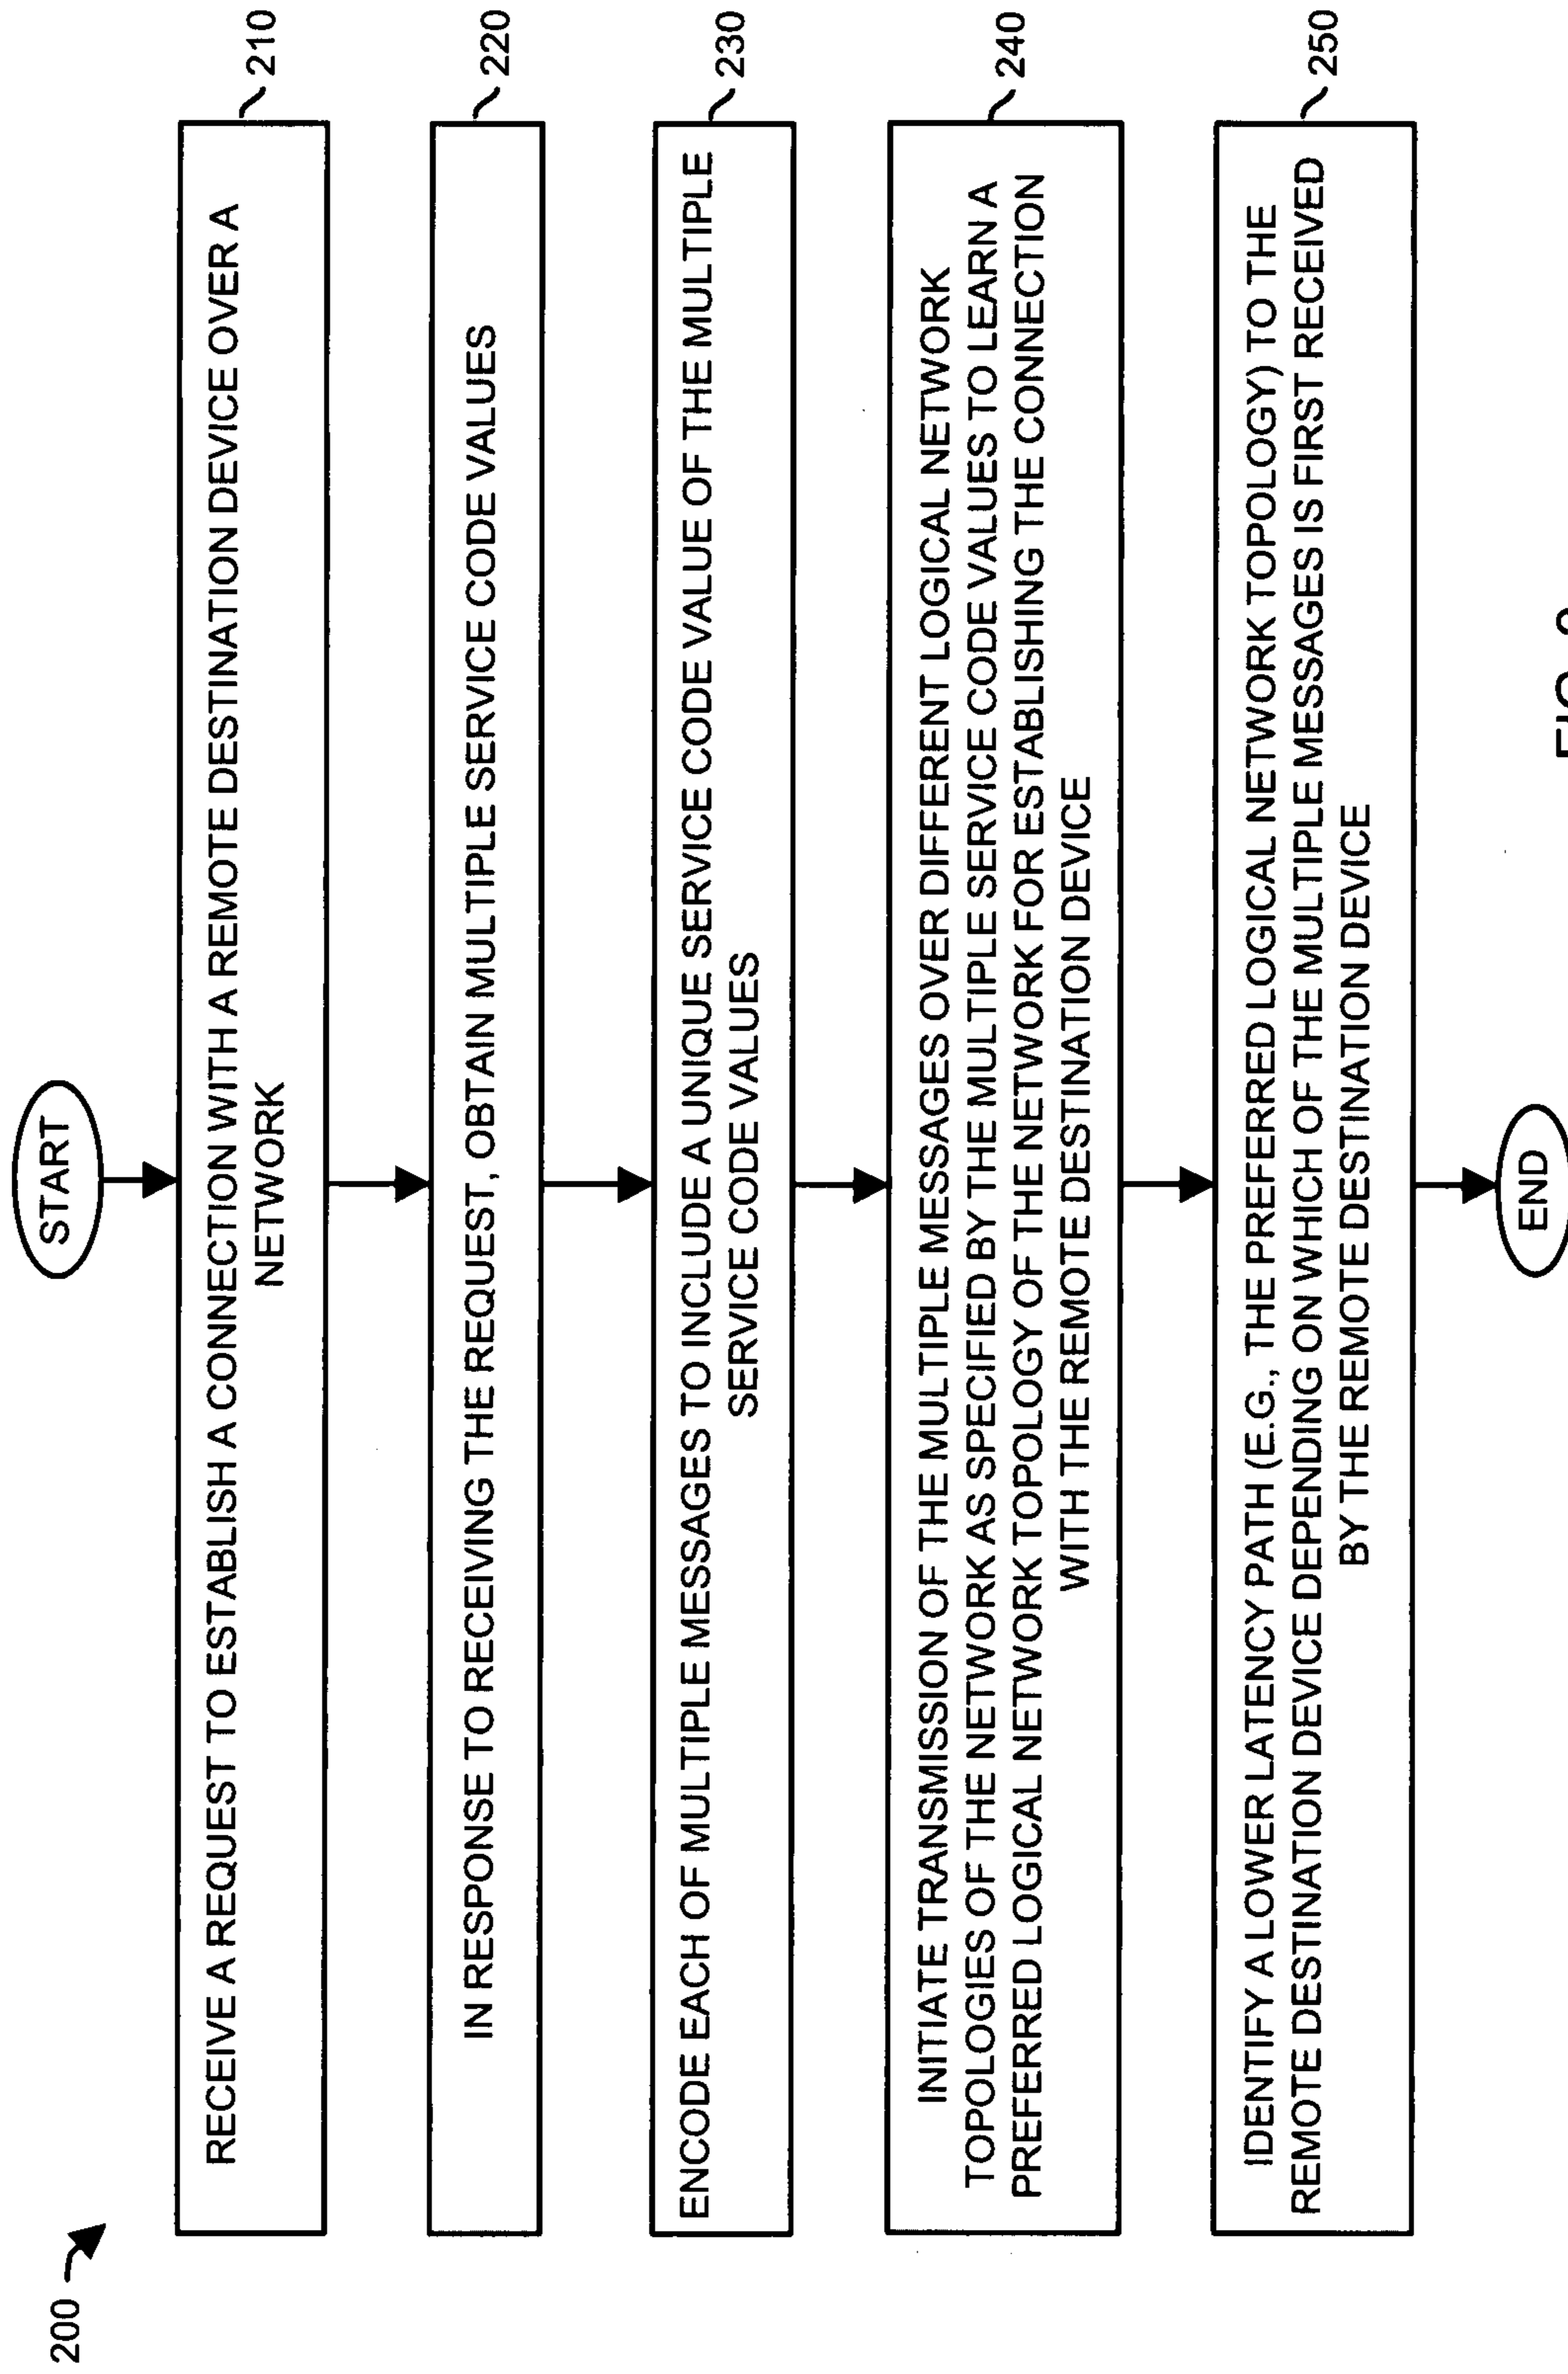 200
START
RECEIVE A REQUEST TO ESTABLISH A CONNECTION WITH A REMOTE DESTINATION DEVICE OVER A
NETWORK
210
IN RESPONSE TO RECEIVING THE REQUEST, OBTAIN MULTIPLE SERVICE CODE VALUES
220
ENCODE EACH OF MULTIPLE MESSAGES TO INCLUDE A UNIQUE SERVICE CODE VALUE OF THE MULTIPLE
SERVICE CODE VALUES
230
INITIATE TRANSMISSION OF THE MULTIPLE MESSAGES OVER DIFFERENT LOGICAL NETWORK
TOPOLOGIES OF THE NETWORK AS SPECIFIED BY THE MULTIPLE SERVICE CODE VALUES TO LEARN A
PREFERRED LOGICAL NETWORK TOPOLOGY OF THE NETWORK FOR ESTABLISHING THE CONNECTION
WITH THE REMOTE DESTINATION DEVICE
240
IDENTIFY A LOWER LATENCY PATH (E.G., THE PREFERRED LOGICAL NETWORK TOPOLOGY) TO THE
REMOTE DESTINATION DEVICE DEPENDING ON WHICH OF THE MULTIPLE MESSAGES IS FIRST RECEIVED
BY THE REMOTE DESTINATION DEVICE
250
END
FIG.